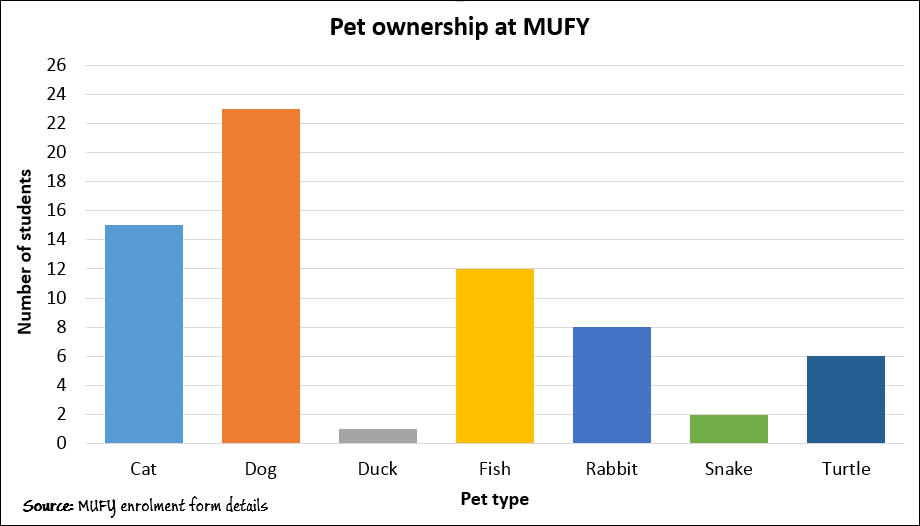 Pet ownership at MUFY
Number of students
26
24
22
20
18
16
14
12
10
8
6
4
2
0
Cat Dog Duck Fish Rabbit Snake Turtle
Pet type
Source: MUFY enrolment form details